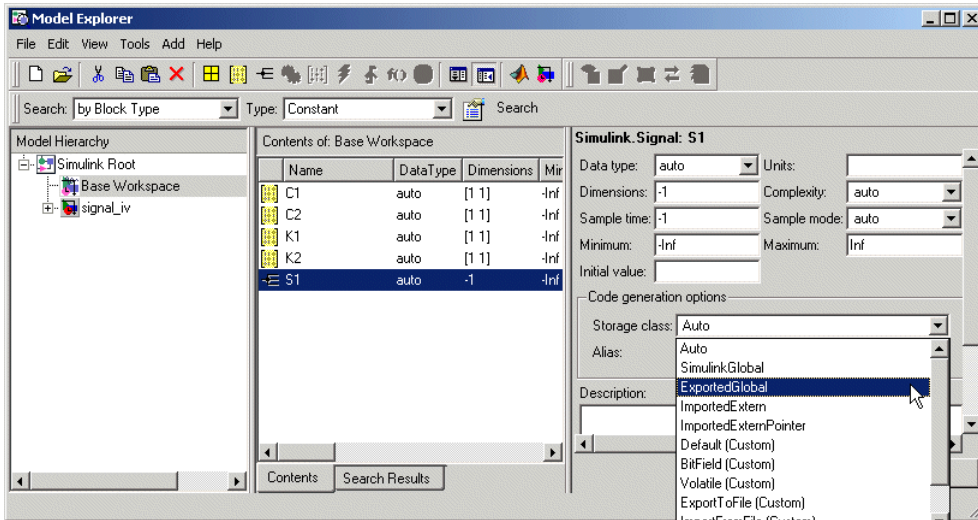 Model Explorer
File Edit View Tools Add Help
Search: by Block Type Type: Constant Search
Model Hierarchy
Simulink Root
Base Workspace
signal_iv
Contents of: Base Workspace
Name DataType Dimensions Mir
C1 auto [1 1] -Inf
C2 auto [1 1] -Inf
K1 auto [1 1] -Inf
K2 auto [1 1] -Inf
S1 auto -1 -Inf
Contents Search Results
Simulink.Signal: S1
Data type: auto Units:
Dimensions: -1 Complexity: auto
Sample time: -1 Sample mode: auto
Minimum: -Inf Maximum: Inf
Initial value:
Code generation options
Storage class: Auto
Alias:
Description:
Auto
SimulinkGlobal
ExportedGlobal
ImportedExtern
ImportedExternPointer
Default (Custom)
BitField (Custom)
Volatile (Custom)
ExportToFile (Custom)
ImportFromFile (Custom)